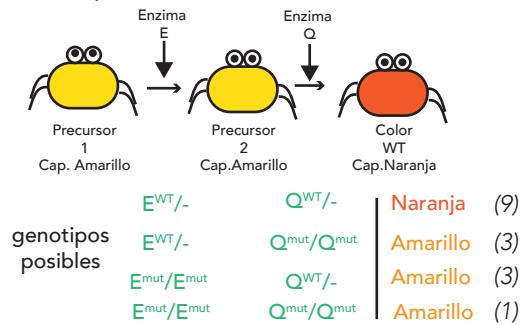 Enzima E
Enzima Q
Precursor 1 Cap. Amarillo
Precursor 2 Cap.Amarillo
Color WT Cap.Naranja
genotipos posibles
E^WT/- Q^WT/- Naranja (9)
E^WT/- Q^mut/Q^mut Amarillo (3)
E^mut/E^mut Q^WT/- Amarillo (3)
E^mut/E^mut Q^mut/Q^mut Amarillo (1)